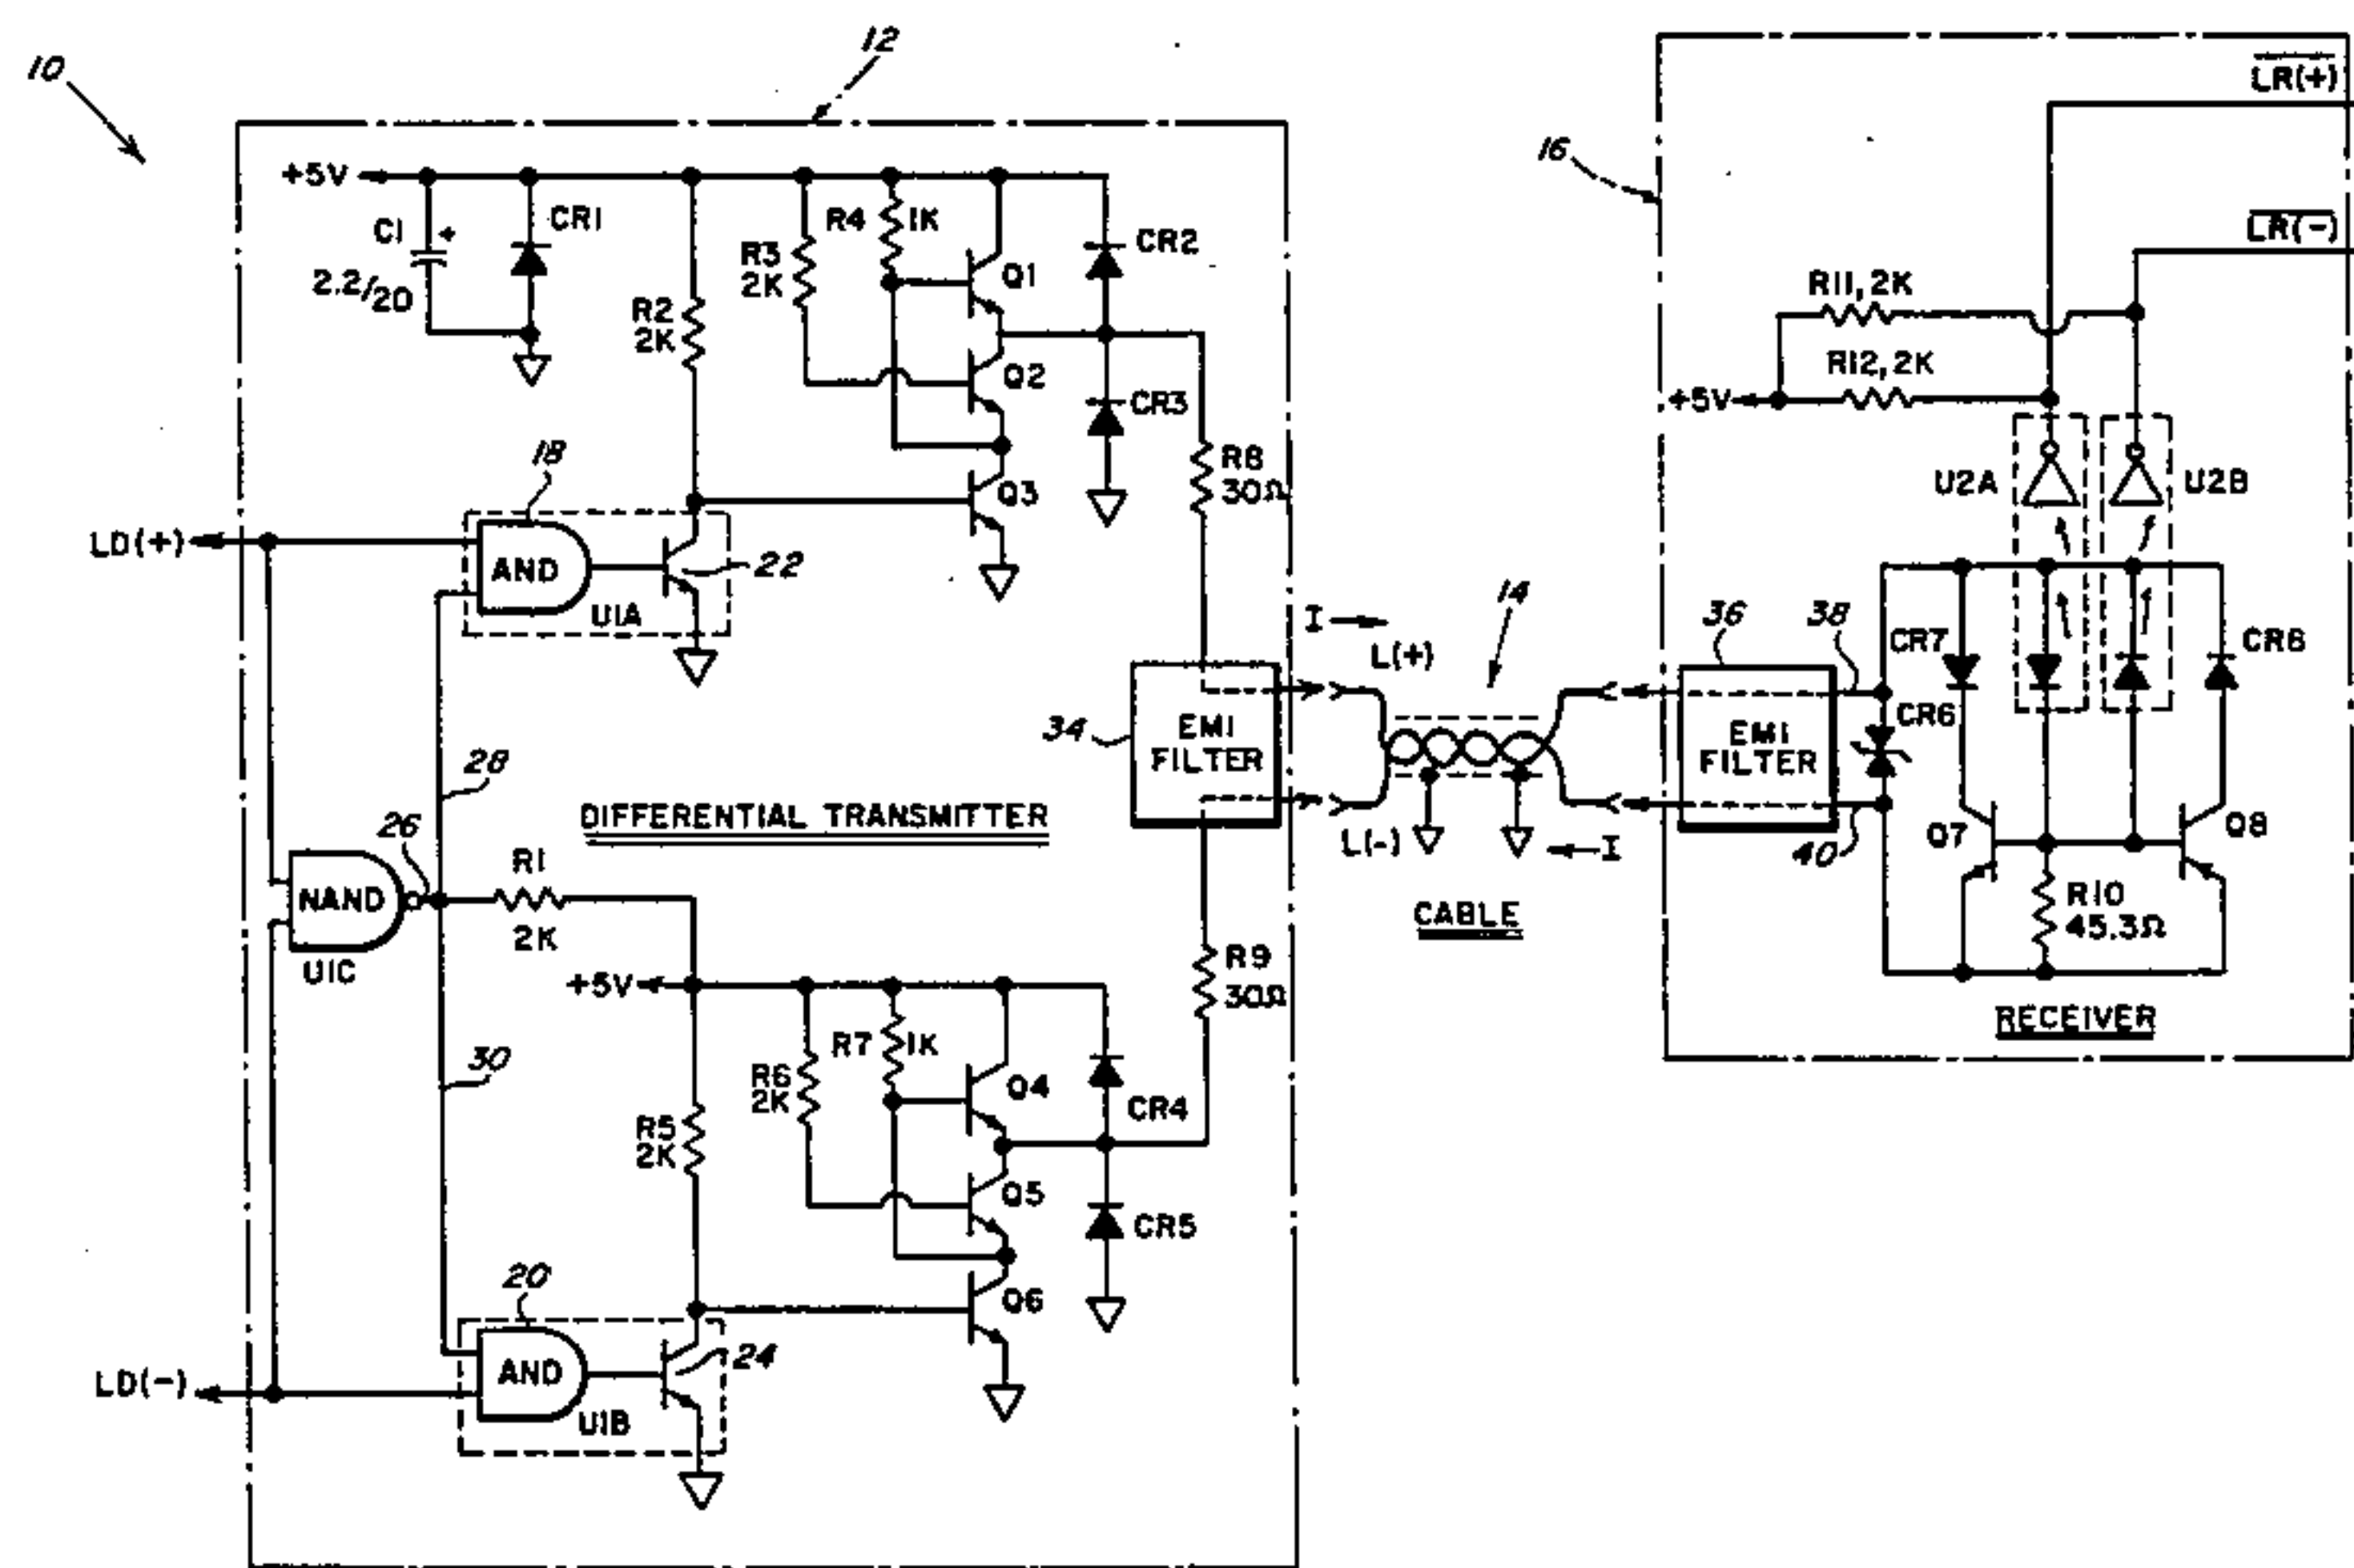 10
12
+5V
C1
+
2.2/20
CR1
R2
2K
R3
2K
R4
1K
Q1
Q2
Q3
CR2
CR3
R8
30Ω
18
LD(+)
AND
U1A
22
28
26
NAND
U1C
R1
2K
DIFFERENTIAL TRANSMITTER
34
EMI
FILTER
30
+5V
R5
2K
R6
2K
R7
1K
Q4
Q5
Q6
CR4
CR5
R9
30Ω
20
LD(-)
AND
U1B
24
I
L(+)
14
L(-)
I
CABLE
16
LR(+)
LR(-)
R11, 2K
R12, 2K
+5V
U2A
U2B
36
38
EMI
FILTER
40
CR7
CR6
CR8
Q7
Q8
R10
45.3Ω
RECEIVER